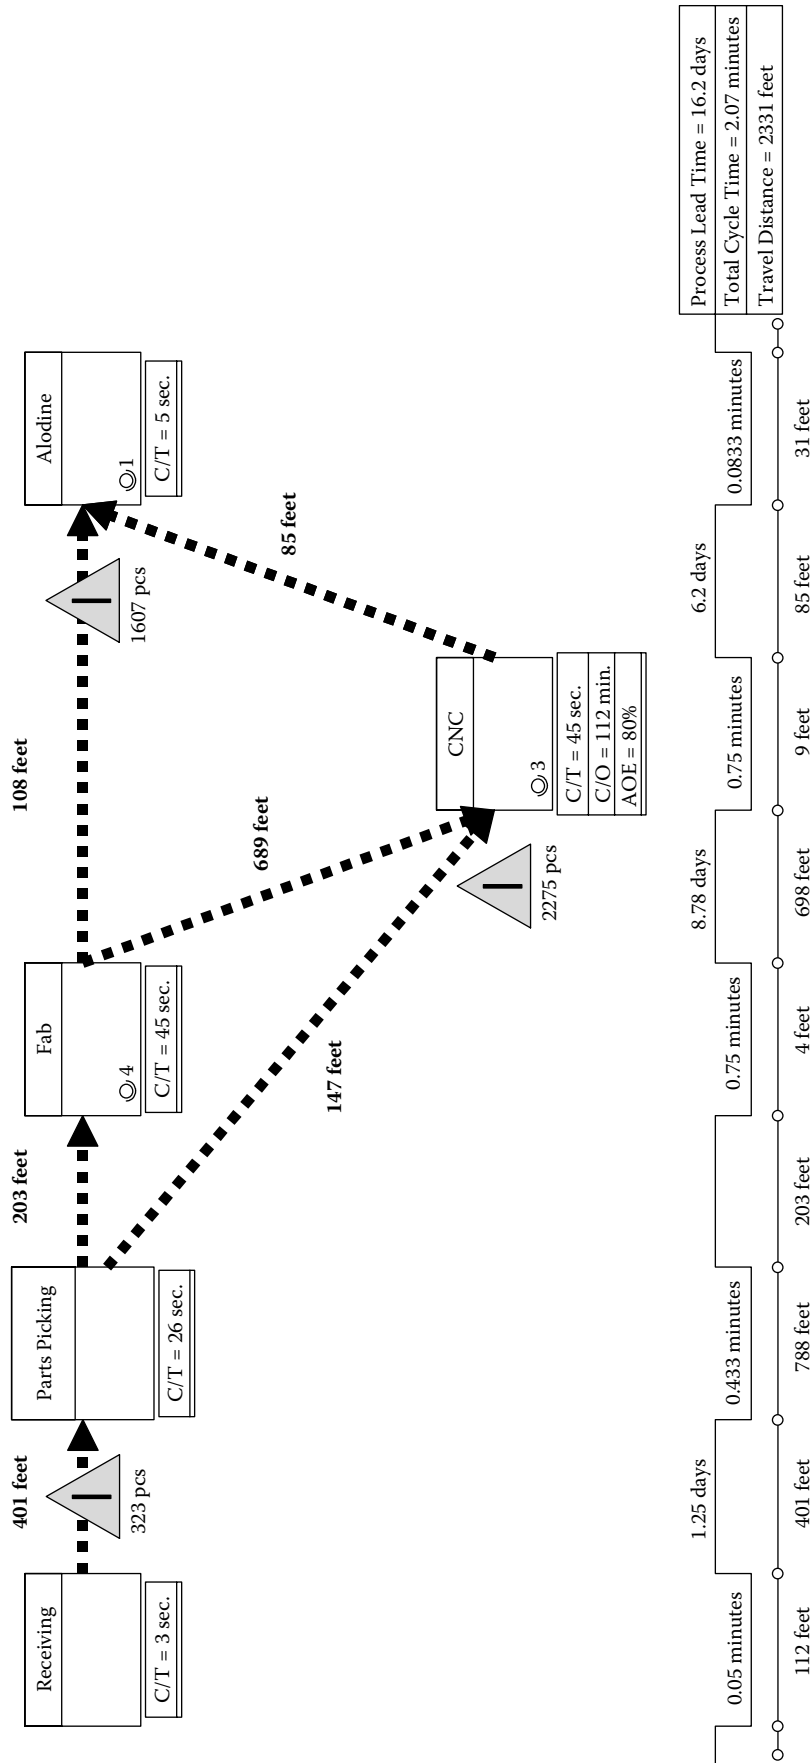 401 feet
203 feet
108 feet
Receiving
C/T = 3 sec.
323 pcs
Parts Picking
C/T = 26 sec.
Fab
4
C/T = 45 sec.
1607 pcs
Alodine
1
C/T = 5 sec.
147 feet
689 feet
85 feet
2275 pcs
CNC
3
C/T = 45 sec.
C/O = 112 min.
AOE = 80%
1.25 days
8.78 days
6.2 days
0.05 minutes
0.433 minutes
0.75 minutes
0.75 minutes
0.0833 minutes
112 feet
401 feet
788 feet
203 feet
4 feet
698 feet
9 feet
85 feet
31 feet
Process Lead Time = 16.2 days
Total Cycle Time = 2.07 minutes
Travel Distance = 2331 feet